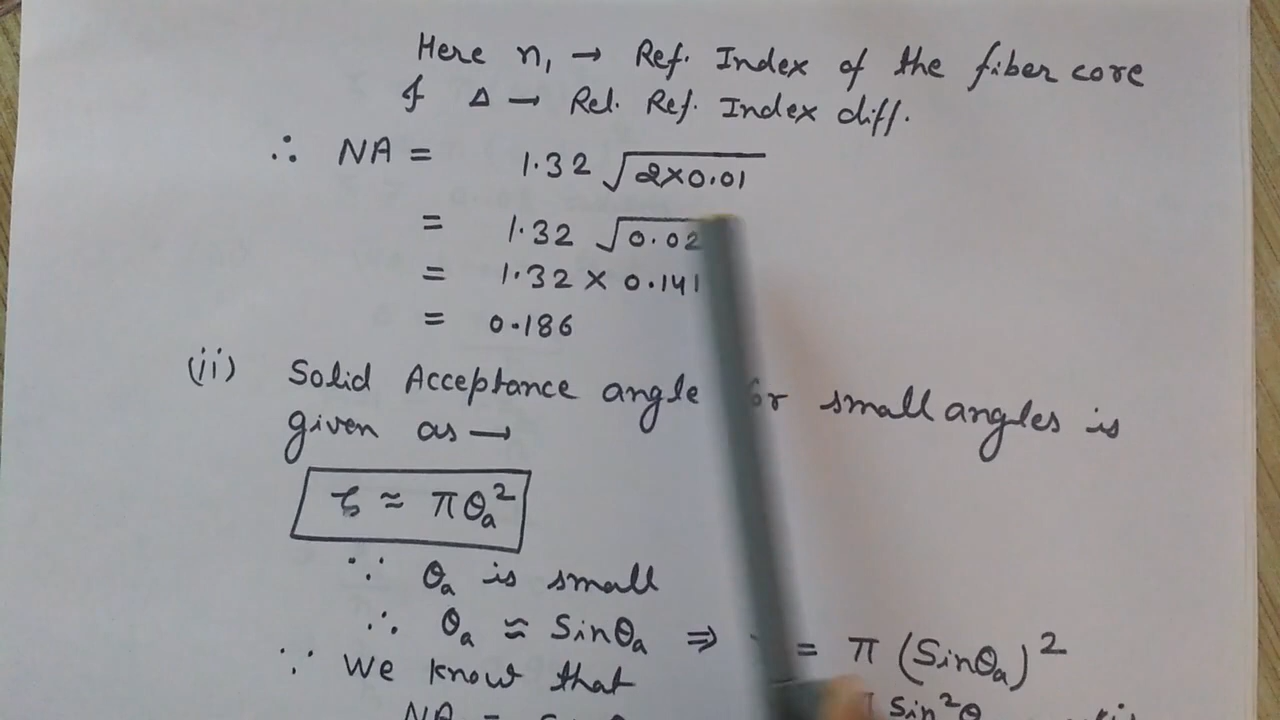 Here n₁ → Ref. Index of the fiber core
& Δ → Rel. Ref. Index diff.
∴ NA = 1.32 √2×0.01
= 1.32 √0.02
= 1.32 × 0.141
= 0.186
(ii) Solid Acceptance angle small angles is
given as →
ζ ≈ πθₐ²
∵ θₐ is small
∴ θₐ ≈ Sinθₐ ⇒ = π (Sinθₐ)²
∵ We know that
NA =